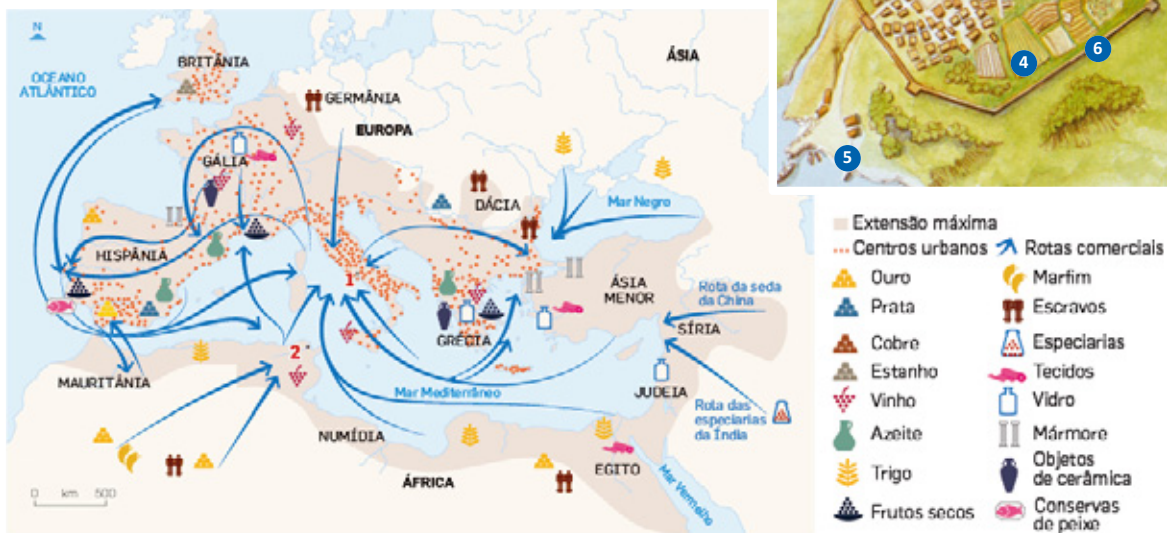 N
OCEANO
ATLÂNTICO
BRITÂNIA
GERMÂNIA
EUROPA
ÁSIA
GÁLIA
DÁCIA
Mar Negro
HISPÂNIA
1
ÁSIA
MENOR
Rota da seda
da China
SÍRIA
GRÉCIA
2
MAURITÂNIA
Mar Mediterrâneo
JUDEIA
Rota das
especiarias
da Índia
NUMÍDIA
EGITO
ÁFRICA
Mar Vermelho
0 km 500
4
6
5
Extensão máxima
Centros urbanos
Rotas comerciais
Ouro
Marfim
Prata
Escravos
Cobre
Especiarias
Estanho
Tecidos
Vinho
Vidro
Azeite
Mármore
Trigo
Objetos
de cerâmica
Frutos secos
Conservas
de peixe